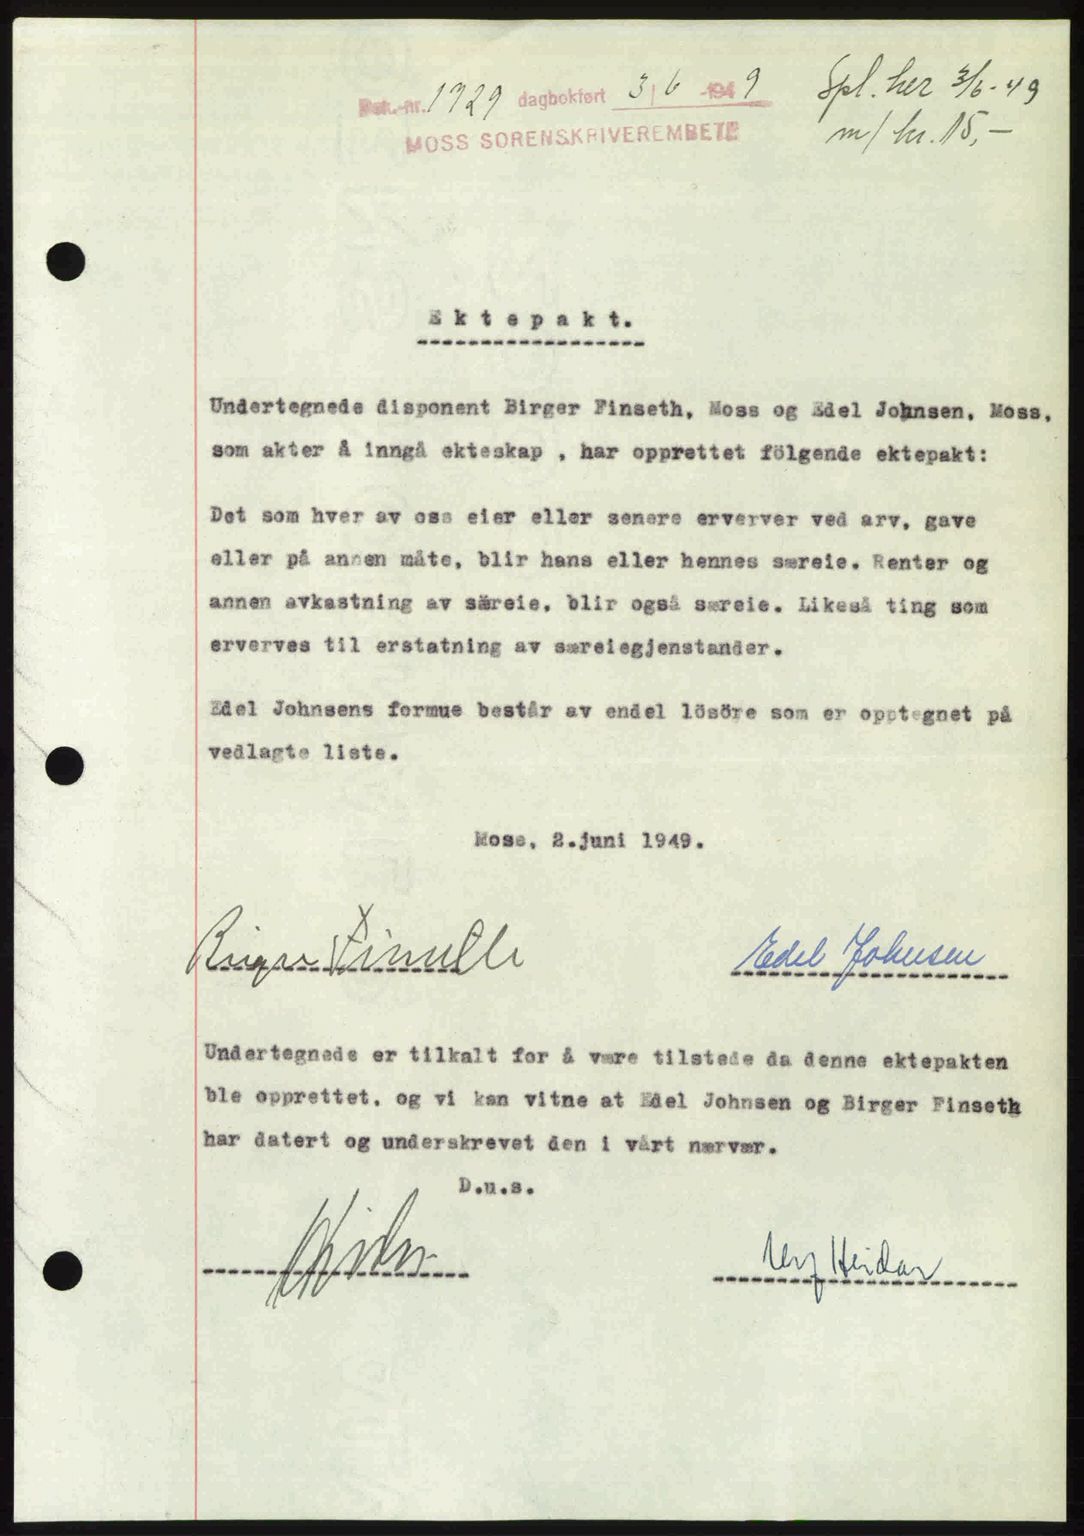 Dok.-nr. 1729 dagbokført 3/6 -1949
MOSS SORENSKRIVEREMBETE
Spl. her 3/6-49
m/ kr. 15,-
Ektepakt.
Undertegnede disponent Birger Finseth, Moss og Edel Johnsen, Moss,
som akter å inngå ekteskap , har opprettet fölgende ektepakt:
Det som hver av oss eier eller senere erverver ved arv, gave
eller på annen måte, blir hans eller hennes særeie. Renter og
annen avkastning av säreie, blir også særeie. Likeså ting som
erverves til erstatning av særeiegjenstander.
Edel Johnsens formue består av endel lösöre som er opptegnet på
vedlagte liste.
Moss, 2.juni 1949.
Birger Finseth Edel Johnsen
Undertegnede er tilkalt for å være tilstede da denne ektepakten
ble opprettet, og vi kan vitne at Edel Johnsen og Birger Finseth
har datert og underskrevet den i vårt nærvær.
D.u.s.
Heidar